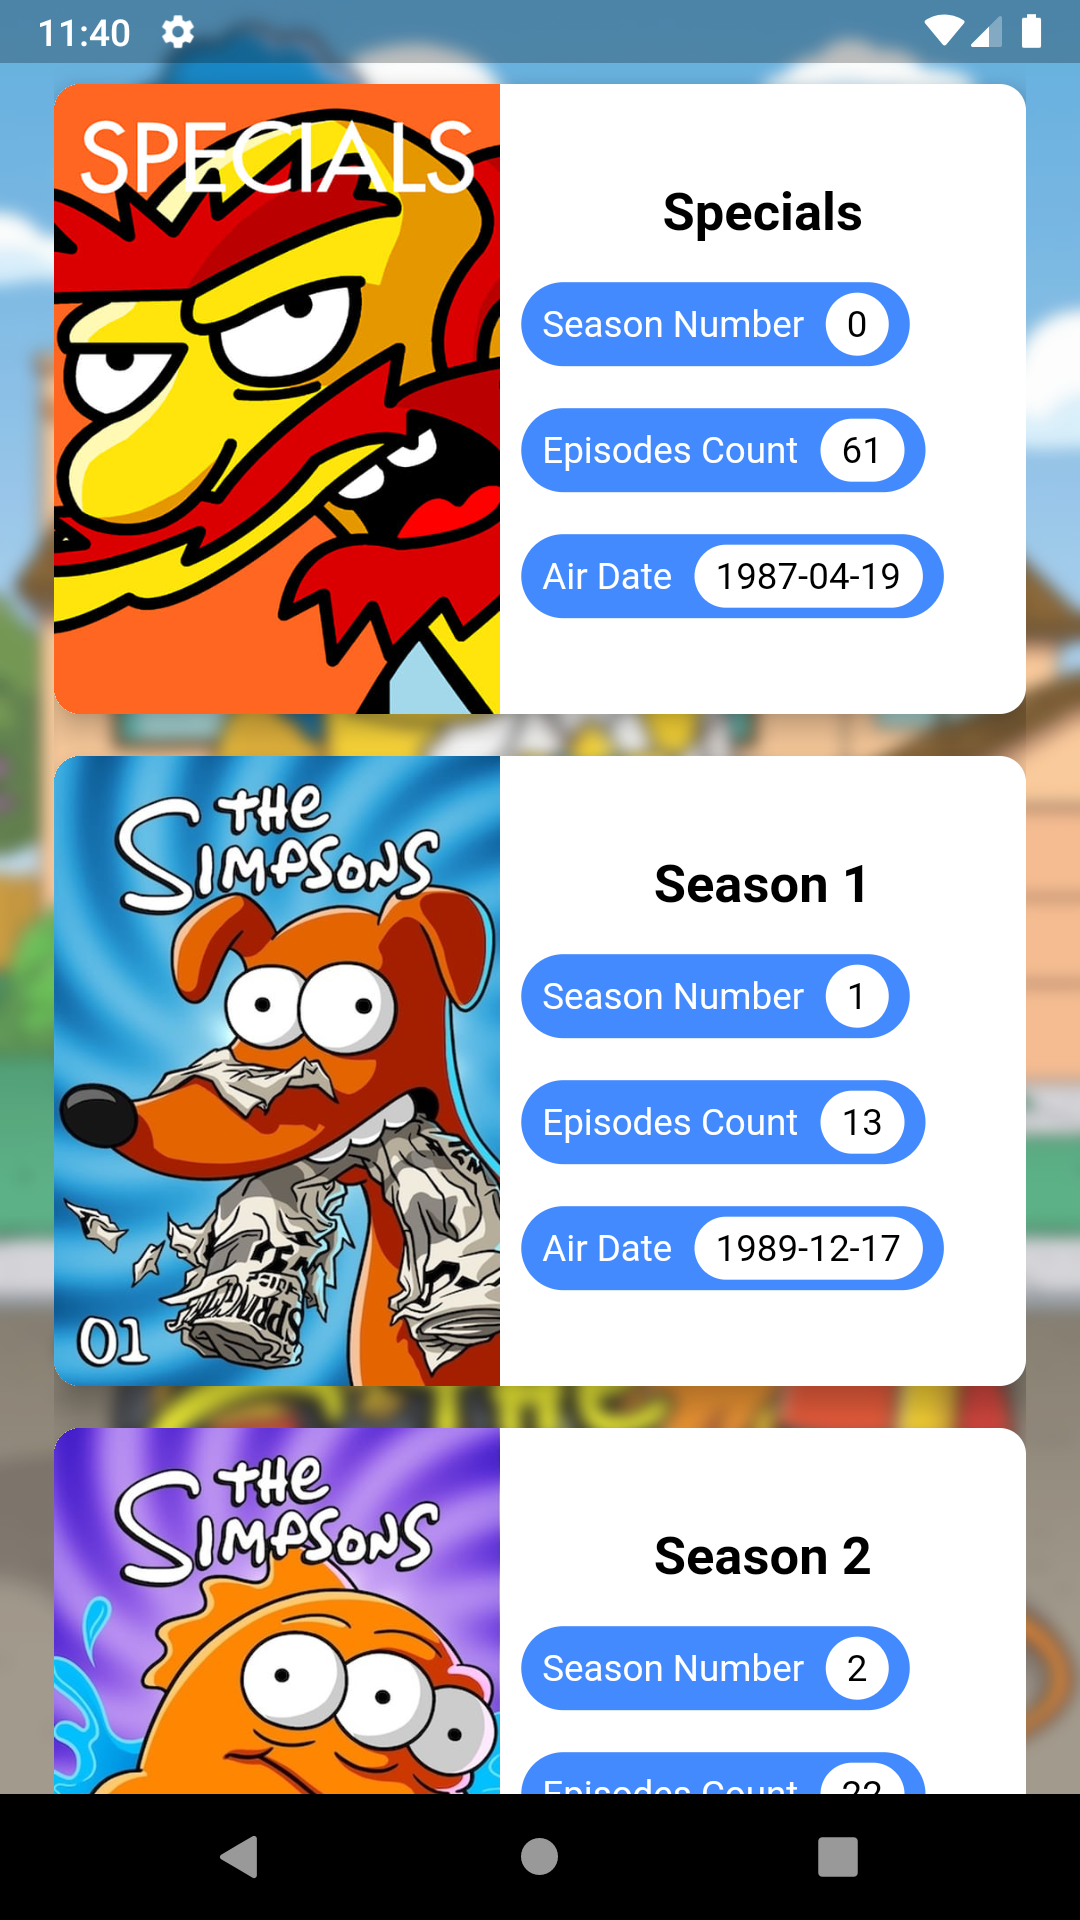 11:40
SPECIALS
Specials
Season Number 0
Episodes Count 61
Air Date 1987-04-19
THE
SIMPSONS
01
Season 1
Season Number 1
Episodes Count 13
Air Date 1989-12-17
THE
SIMPSONS
Season 2
Season Number 2
Episodes Count 22